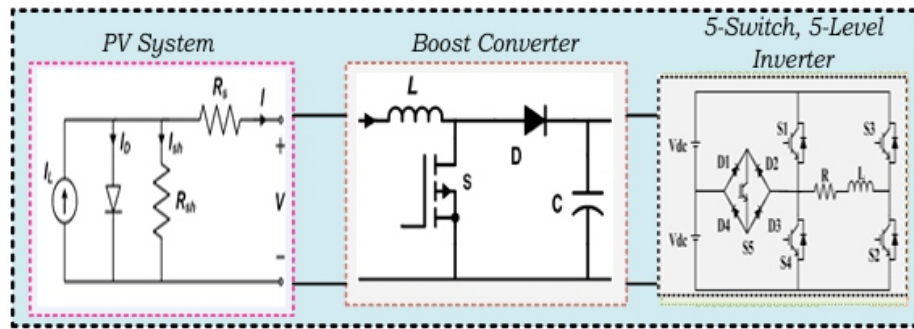 PV System
Boost Converter
5-Switch, 5-Level
Inverter
Rs
I
ID
Ish
IL
Rsh
+
V
−
L
D
S
C
S1
S3
Vdc
D1
D2
R
L
D4
D3
Vdc
S5
S4
S2